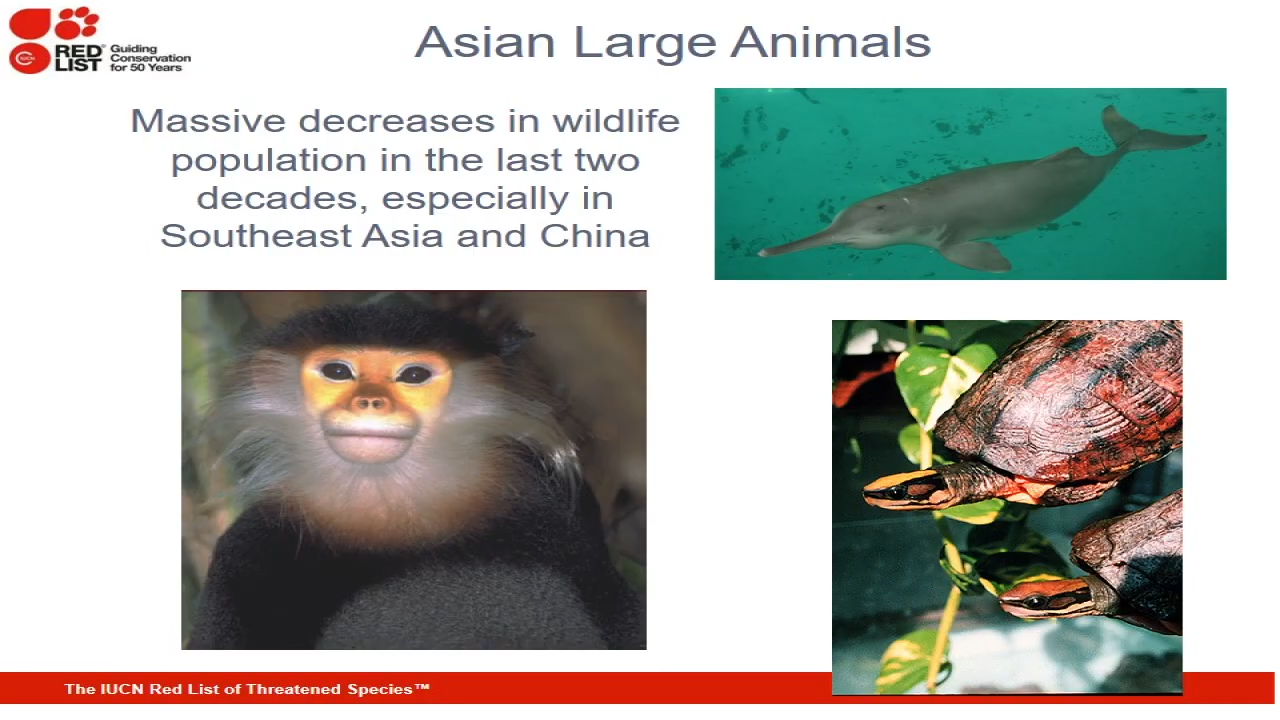 RED
LIST
Guiding
Conservation
for 50 Years
IUCN
Asian Large Animals
Massive decreases in wildlife
population in the last two
decades, especially in
Southeast Asia and China
The IUCN Red List of Threatened Species™